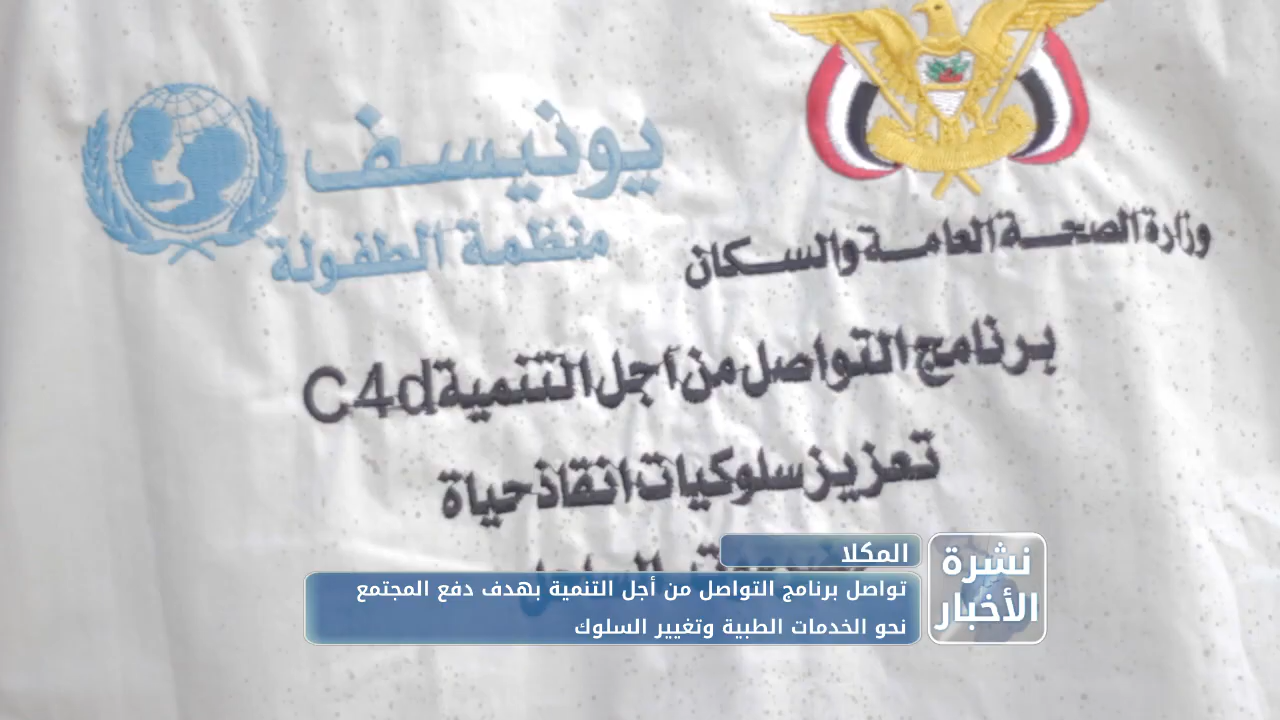 يونيسف
منظمة الطفولة
وزارة الصحة العامة والسكان
برنامج التواصل من أجل التنمية C4d
تعزيز سلوكيات انقاذ حياة
نشرة
الأخبار
المكلا
تواصل برنامج التواصل من أجل التنمية بهدف دفع المجتمع
نحو الخدمات الطبية وتغيير السلوك